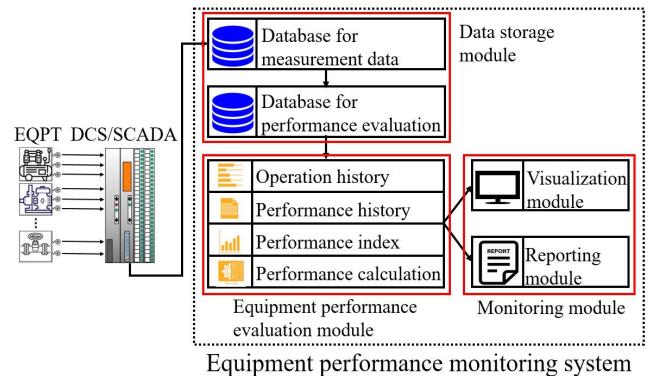 Database for
measurement data
Data storage
module
Database for
performance evaluation
EQPT DCS/SCADA
Operation history
Performance history
Performance index
Performance calculation
Visualization
module
REPORT
Reporting
module
Equipment performance
evaluation module
Monitoring module
Equipment performance monitoring system